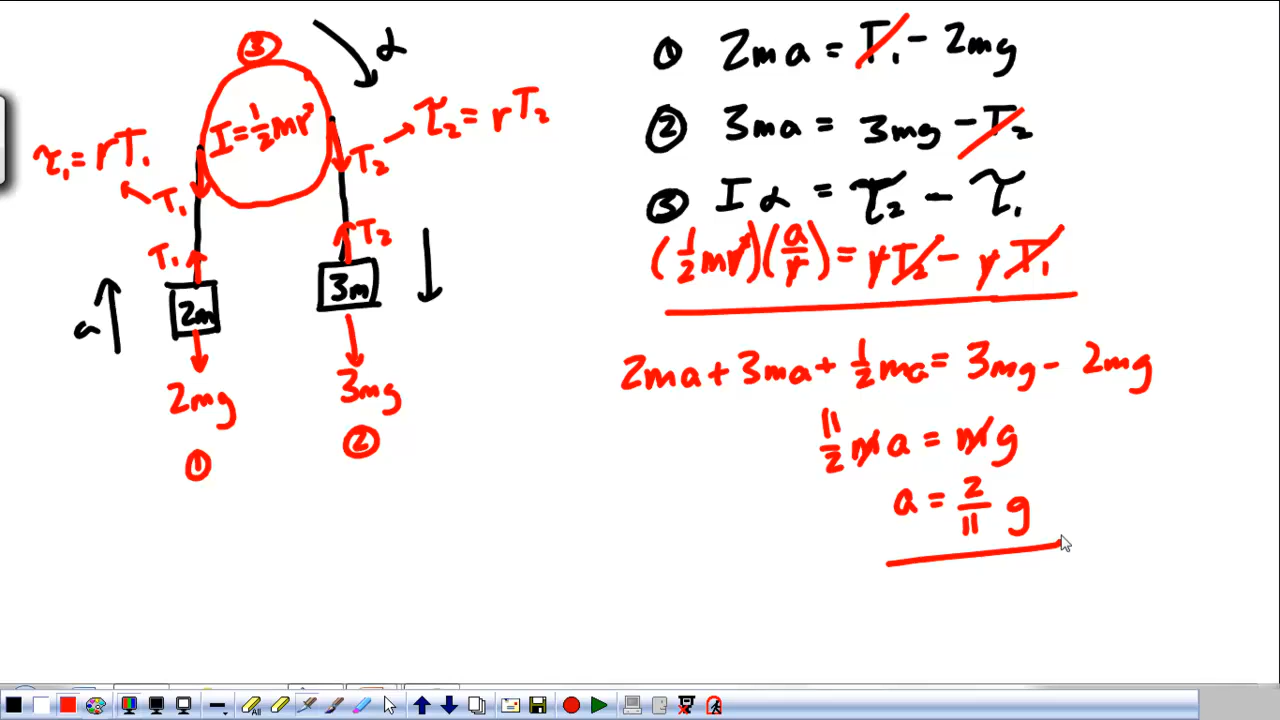 ③
α
I = ½mr²
τ₁ = rT₁
T₁
T₂
τ₂ = rT₂
T₁
T₂
a
2m
3m
2mg
3mg
①
②
① 2ma = T₁ - 2mg
② 3ma = 3mg - T₂
③ Iα = τ₂ - τ₁
(½mr²)(a/r) = rT₂ - rT₁
2ma + 3ma + ½ma = 3mg - 2mg
11/2 ma = mg
a = 2/11 g
All